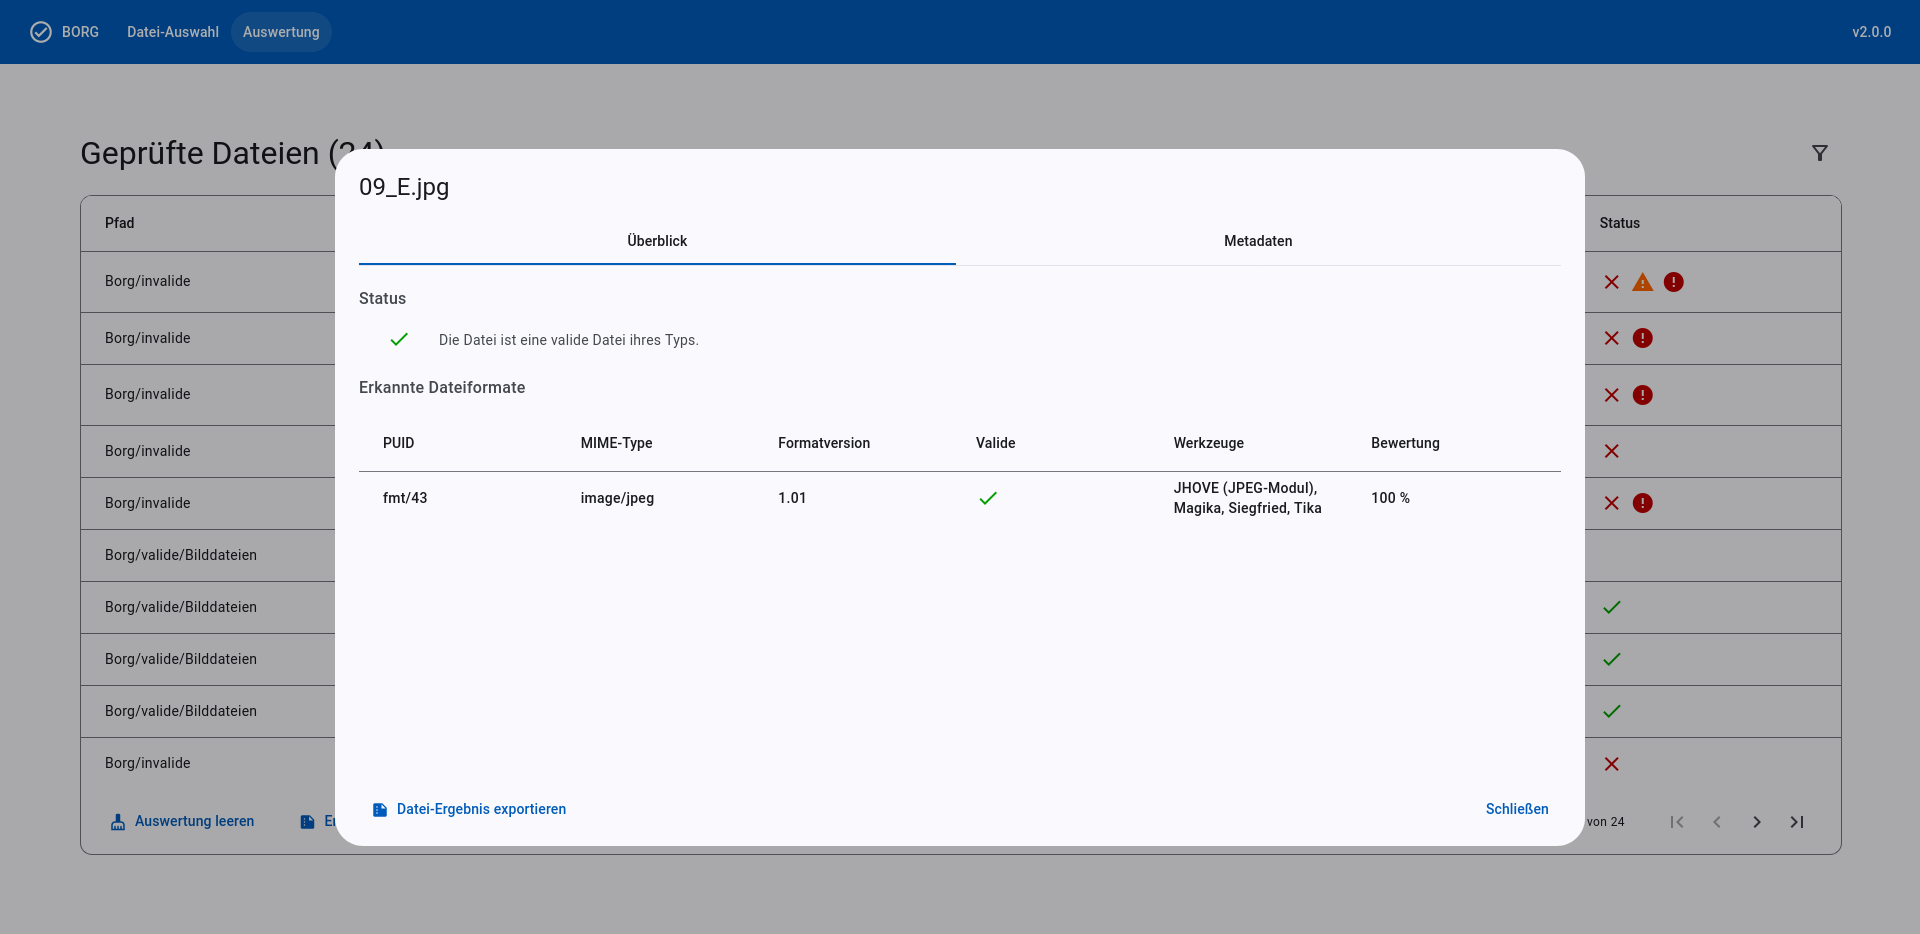 BORG Datei-Auswahl Auswertung v2.0.0
Geprüfte Dateien (24)
Pfad Status
Borg/invalide
Borg/invalide
Borg/invalide
Borg/invalide
Borg/invalide
Borg/valide/Bilddateien
Borg/valide/Bilddateien
Borg/valide/Bilddateien
Borg/valide/Bilddateien
Borg/invalide
Auswertung leeren von 24
09_E.jpg
Überblick Metadaten
Status
Die Datei ist eine valide Datei ihres Typs.
Erkannte Dateiformate
PUID MIME-Type Formatversion Valide Werkzeuge Bewertung
fmt/43 image/jpeg 1.01 JHOVE (JPEG-Modul), 100 %
Magika, Siegfried, Tika
Datei-Ergebnis exportieren Schließen